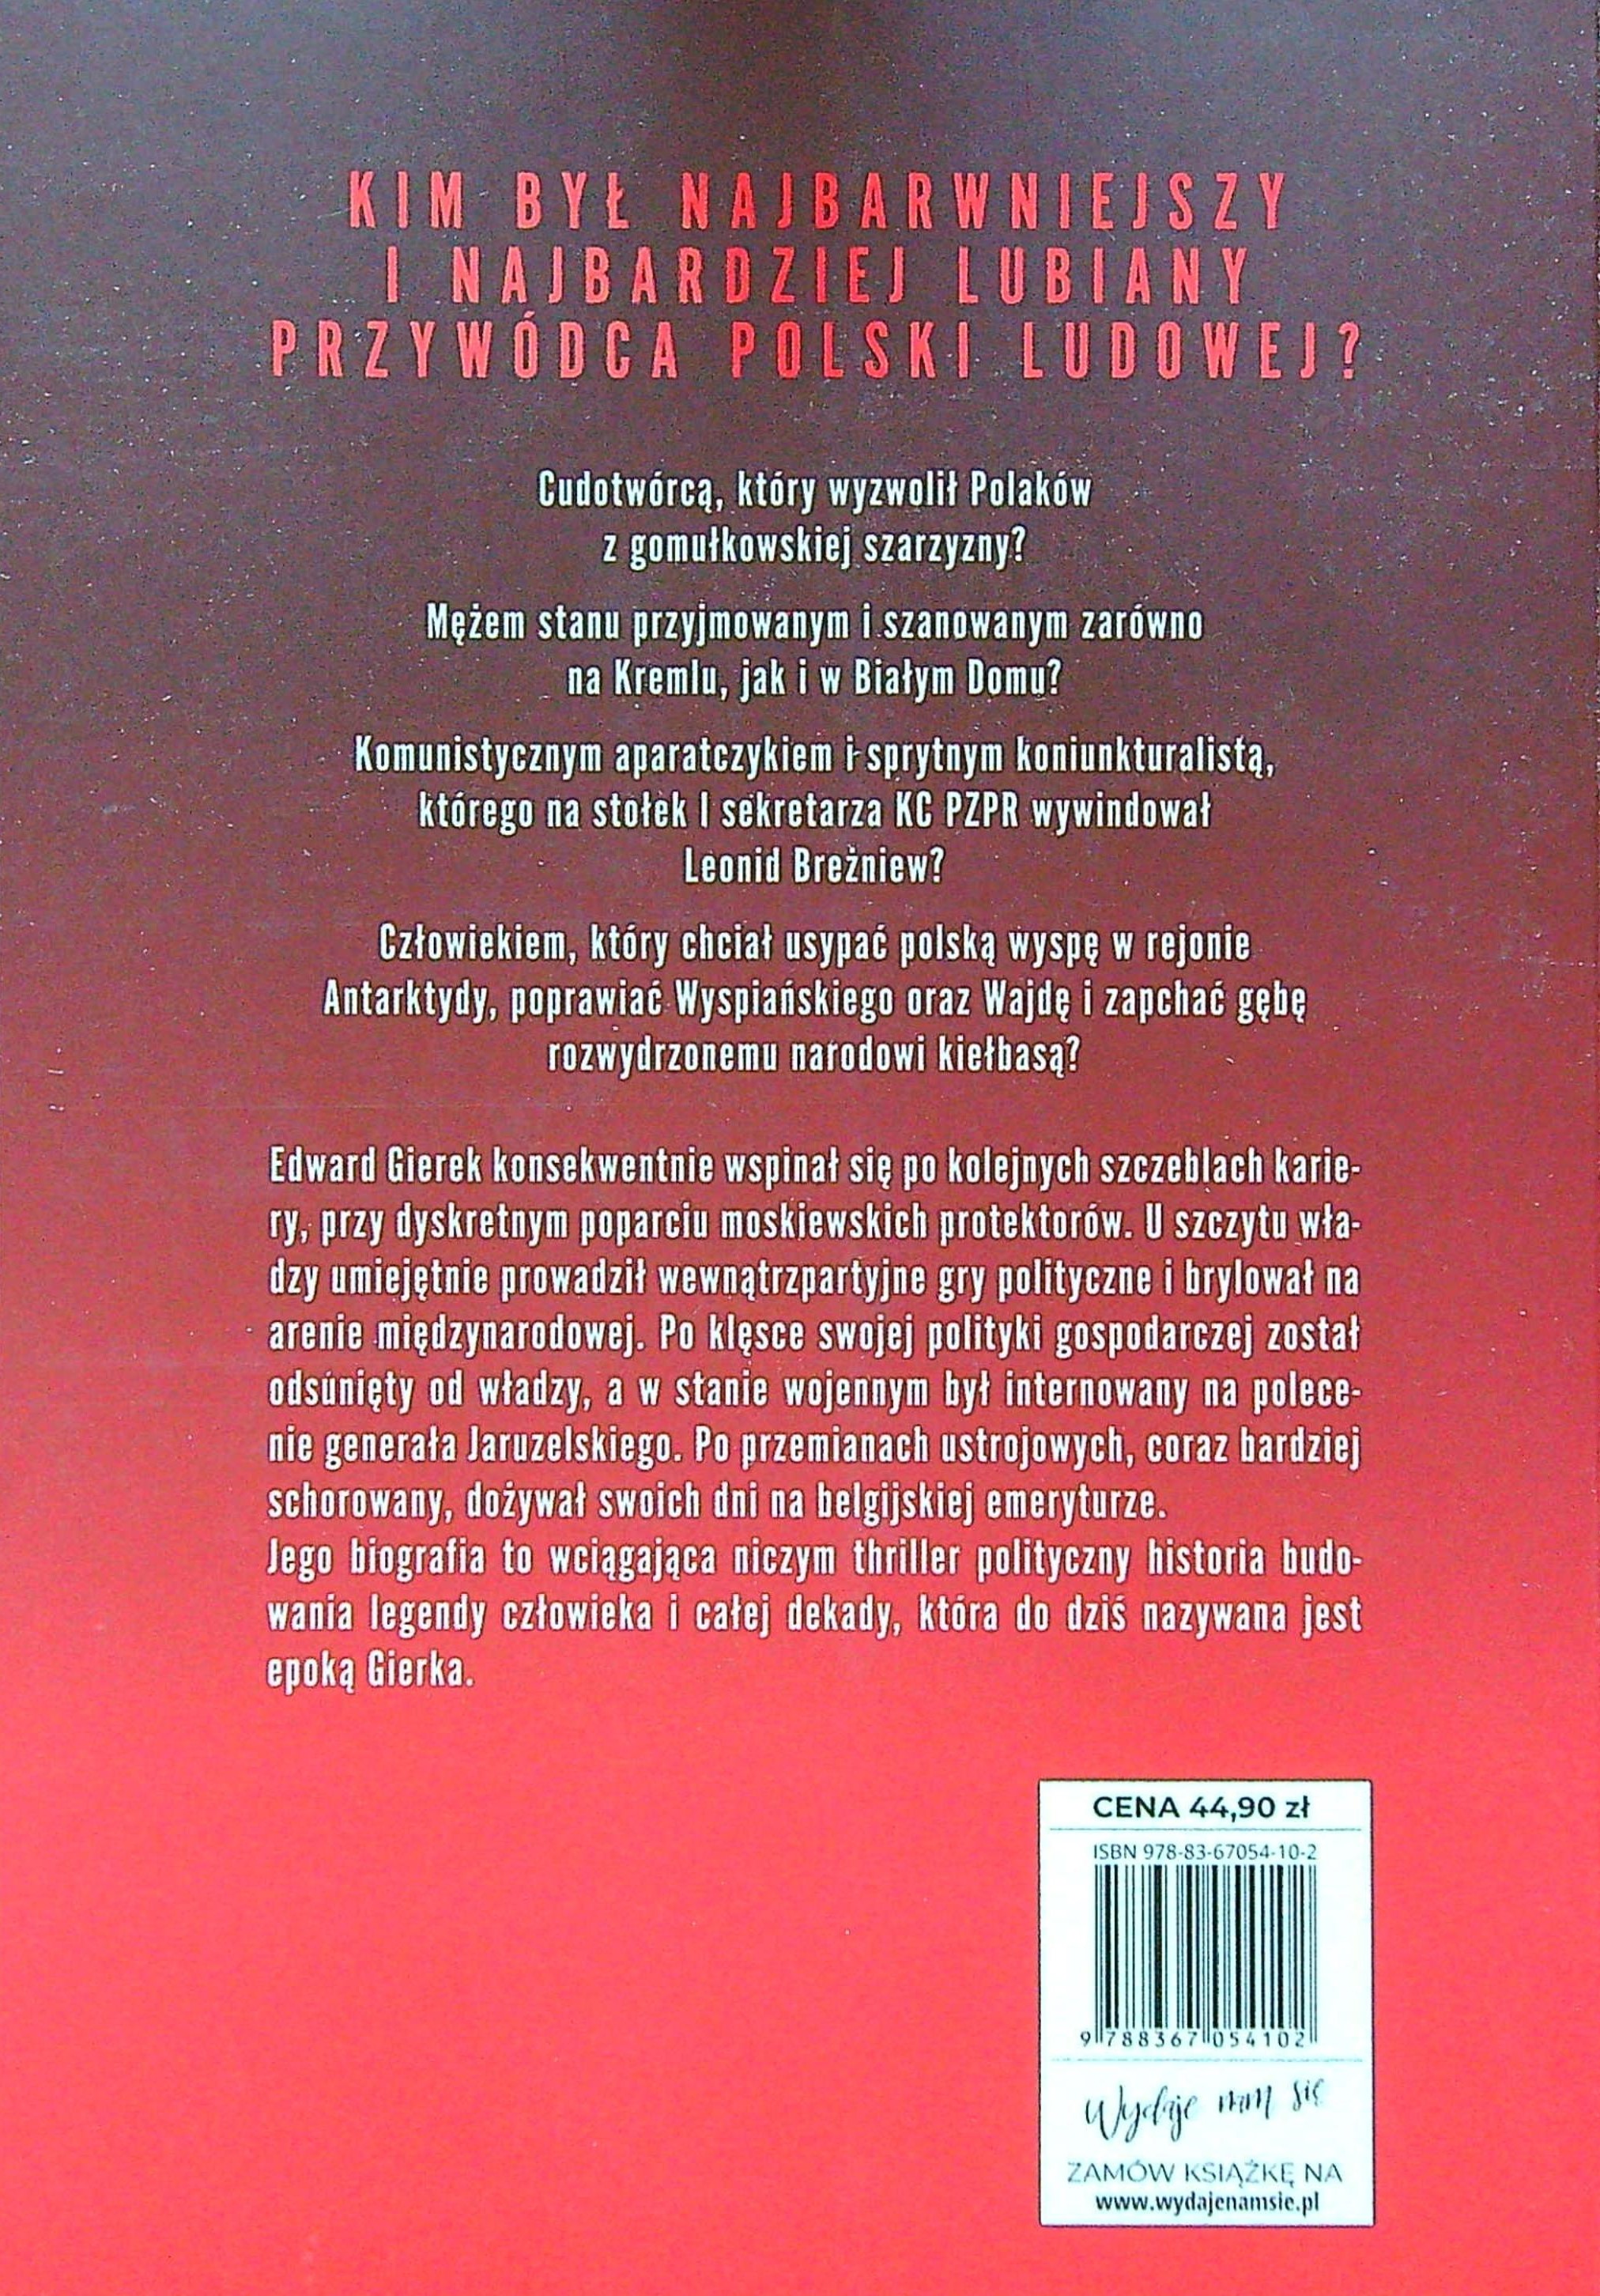 KIM BYŁ NAJBARWNIEJSZY
I NAJBARDZIEJ LUBIANY
PRZYWÓDCA POLSKI LUDOWEJ?
Cudotwórcą, który wyzwolił Polaków
z gomułkowskiej szarzyzny?
Mężem stanu przyjmowanym i szanowanym zarówno
na Kremlu, jak i w Białym Domu?
Komunistycznym aparatczykiem i sprytnym koniunkturalistą,
którego na stołek I sekretarza KC PZPR wywindował
Leonid Breżniew?
Człowiekiem, który chciał usypać polską wyspę w rejonie
Antarktydy, poprawiać Wyspiańskiego oraz Wajdę i zapchać gębę
rozwydrzonemu narodowi kiełbasą?
Edward Gierek konsekwentnie wspinał się po kolejnych szczeblach karie-
ry, przy dyskretnym poparciu moskiewskich protektorów. U szczytu wła-
dzy umiejętnie prowadził wewnątrzpartyjne gry polityczne i brylował na
arenie międzynarodowej. Po klęsce swojej polityki gospodarczej został
odsunięty od władzy, a w stanie wojennym był internowany na polece-
nie generała Jaruzelskiego. Po przemianach ustrojowych, coraz bardziej
schorowany, dożywał swoich dni na belgijskiej emeryturze.
Jego biografia to wciągająca niczym thriller polityczny historia budo-
wania legendy człowieka i całej dekady, która do dziś nazywana jest
epoką Gierka.
CENA 44,90 zł
ISBN 978-83-67054-10-2
9 788367 054102
Wydaje nam się
ZAMÓW KSIĄŻKĘ NA
www.wydajenamsie.pl